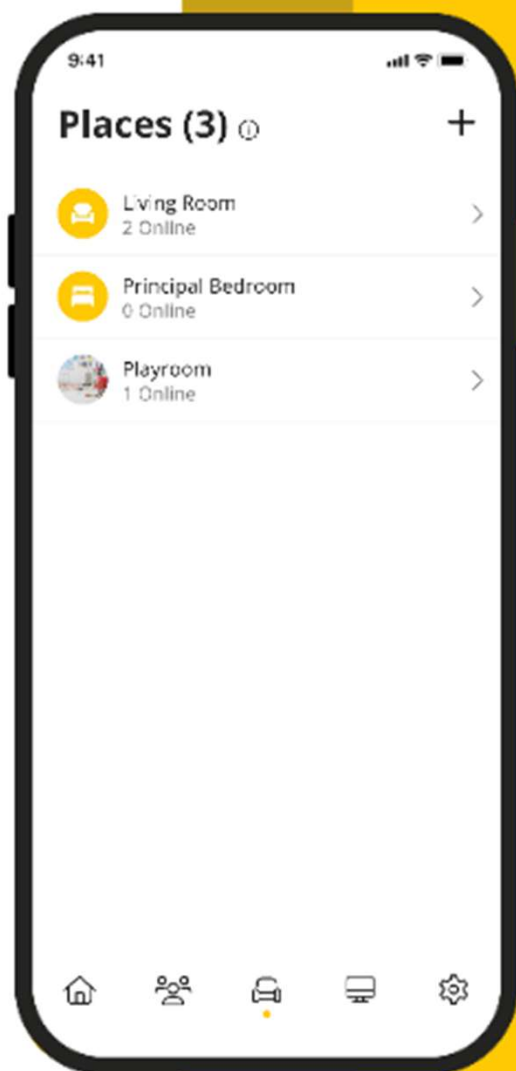 9:41
Places (3)
Living Room
2 Online
Principal Bedroom
0 Online
Playroom
1 Online